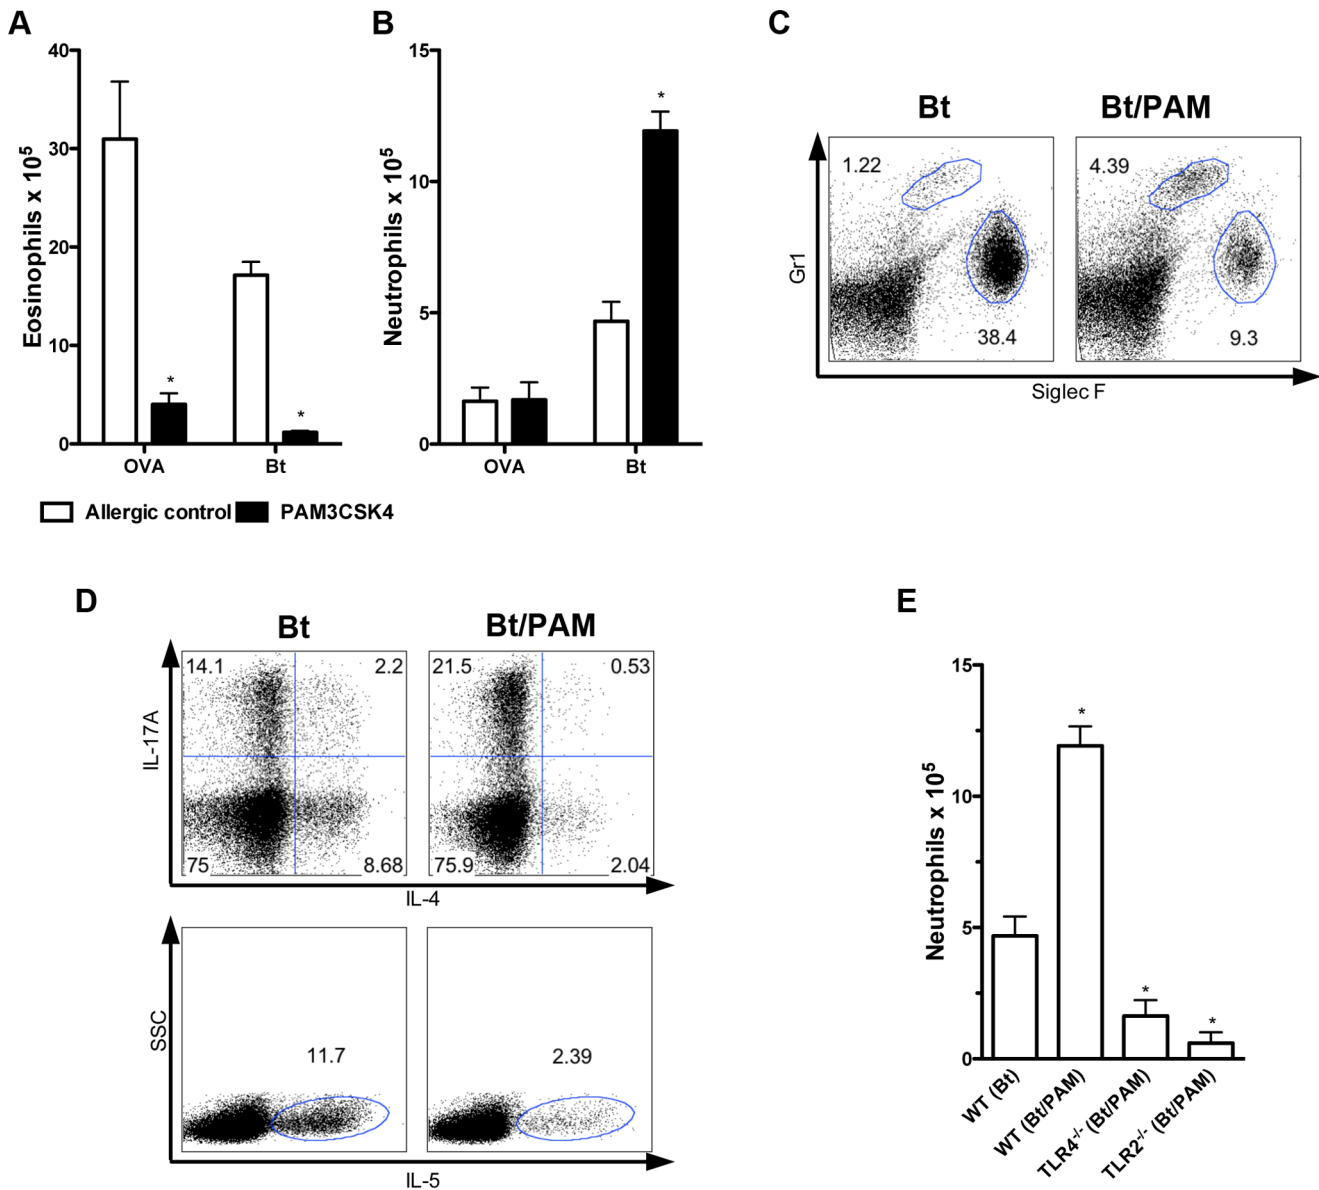 A
Eosinophils x 10⁵
40
30
20
10
0
*
*
OVA
Bt
Allergic control
PAM3CSK4
B
Neutrophils x 10⁵
15
10
5
0
*
OVA
Bt
C
Bt
Bt/PAM
Gr1
1.22
38.4
4.39
9.3
Siglec F
D
Bt
Bt/PAM
IL-17A
14.1
2.2
75
8.68
21.5
0.53
75.9
2.04
IL-4
SSC
11.7
2.39
IL-5
E
Neutrophils x 10⁵
15
10
5
0
*
*
*
WT (Bt)
WT (Bt/PAM)
TLR4⁻/⁻ (Bt/PAM)
TLR2⁻/⁻ (Bt/PAM)